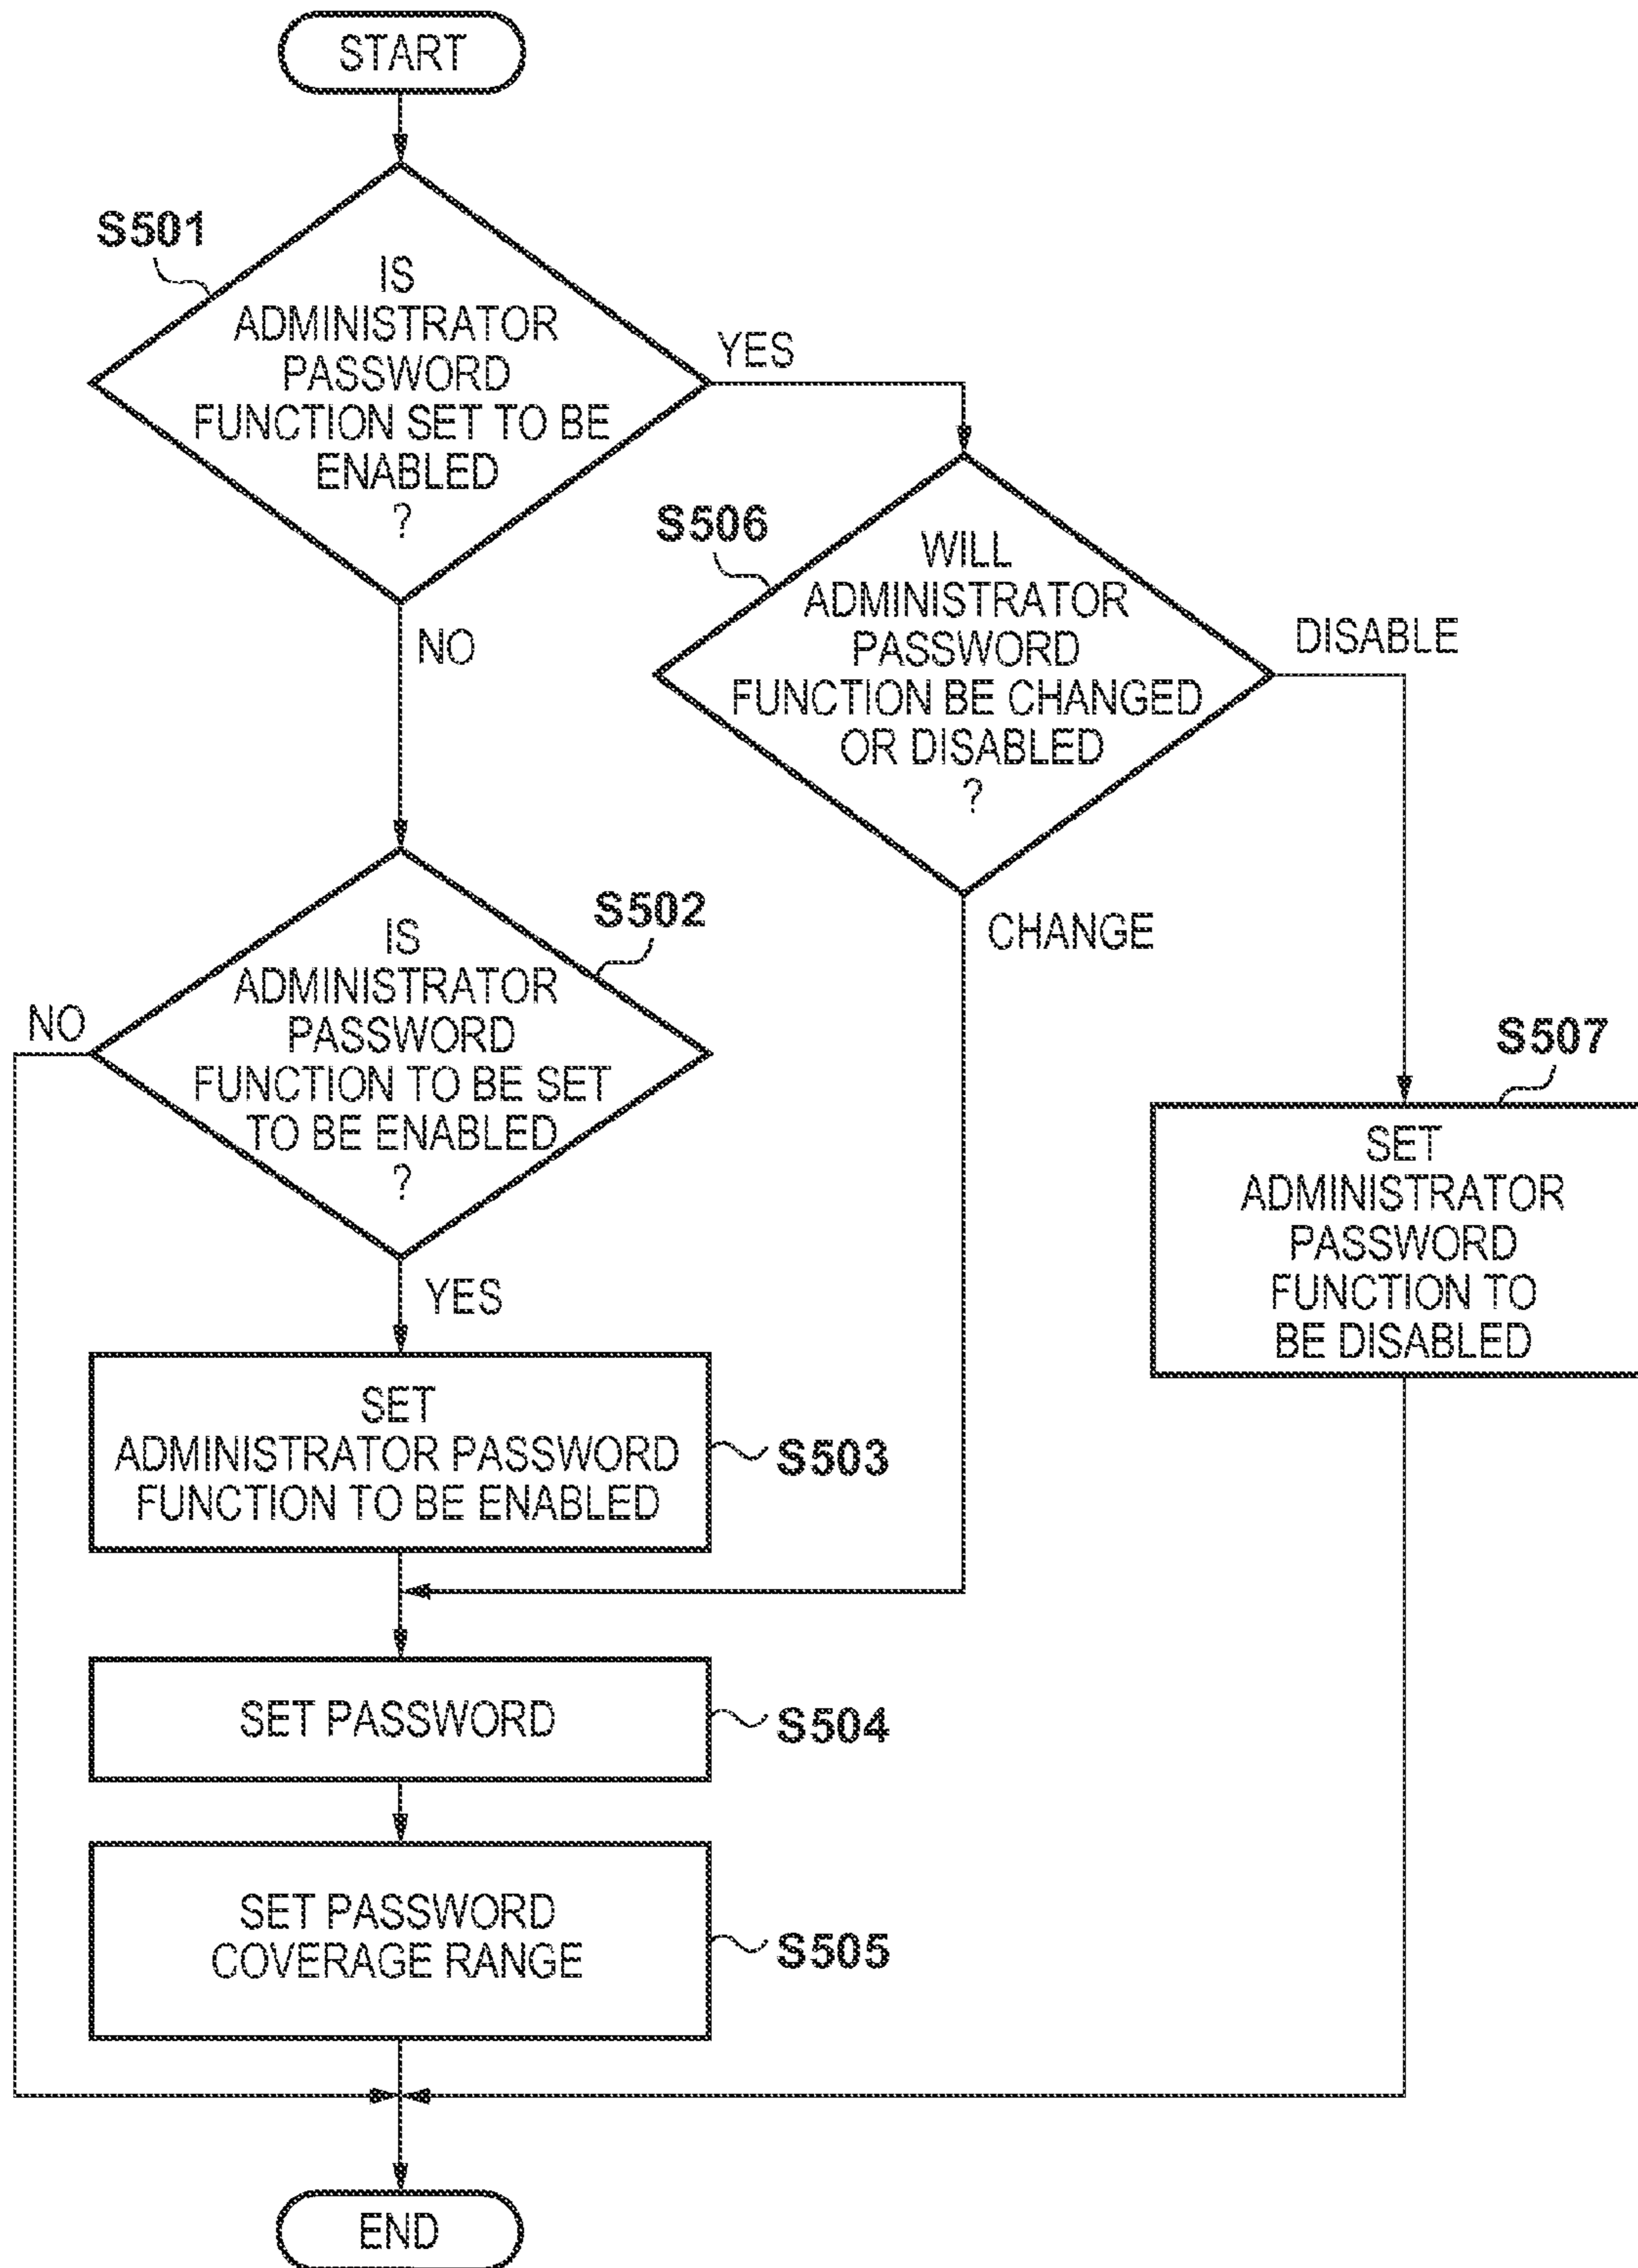 START
S501
IS
ADMINISTRATOR
PASSWORD
FUNCTION SET TO BE
ENABLED
?
YES
NO
S506
WILL
ADMINISTRATOR
PASSWORD
FUNCTION BE CHANGED
OR DISABLED
?
DISABLE
CHANGE
S502
IS
ADMINISTRATOR
PASSWORD
FUNCTION TO BE SET
TO BE ENABLED
?
NO
YES
S507
SET
ADMINISTRATOR
PASSWORD
FUNCTION TO
BE DISABLED
SET
ADMINISTRATOR PASSWORD
FUNCTION TO BE ENABLED
S503
SET PASSWORD
S504
SET PASSWORD
COVERAGE RANGE
S505
END